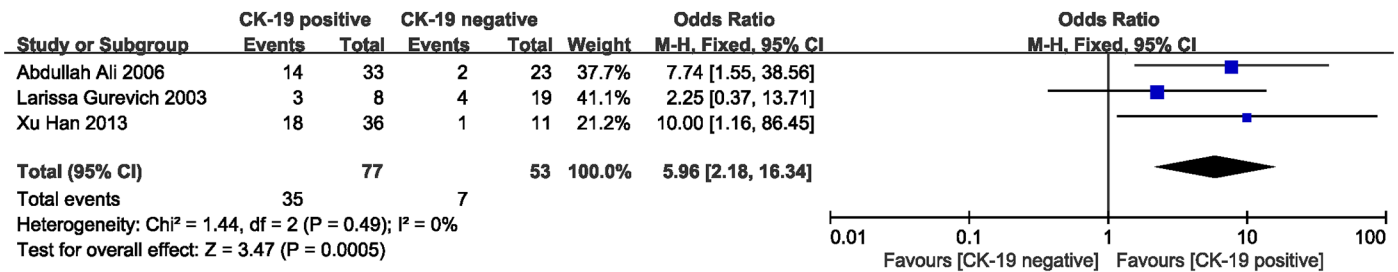 CK-19 positive CK-19 negative Odds Ratio Odds Ratio
Study or Subgroup Events Total Events Total Weight M-H, Fixed, 95% CI M-H, Fixed, 95% CI
Abdullah Ali 2006 14 33 2 23 37.7% 7.74 [1.55, 38.56]
Larissa Gurevich 2003 3 8 4 19 41.1% 2.25 [0.37, 13.71]
Xu Han 2013 18 36 1 11 21.2% 10.00 [1.16, 86.45]
Total (95% CI) 77 53 100.0% 5.96 [2.18, 16.34]
Total events 35 7
Heterogeneity: Chi² = 1.44, df = 2 (P = 0.49); I² = 0%
Test for overall effect: Z = 3.47 (P = 0.0005)
0.01 0.1 1 10 100
Favours [CK-19 negative] Favours [CK-19 positive]